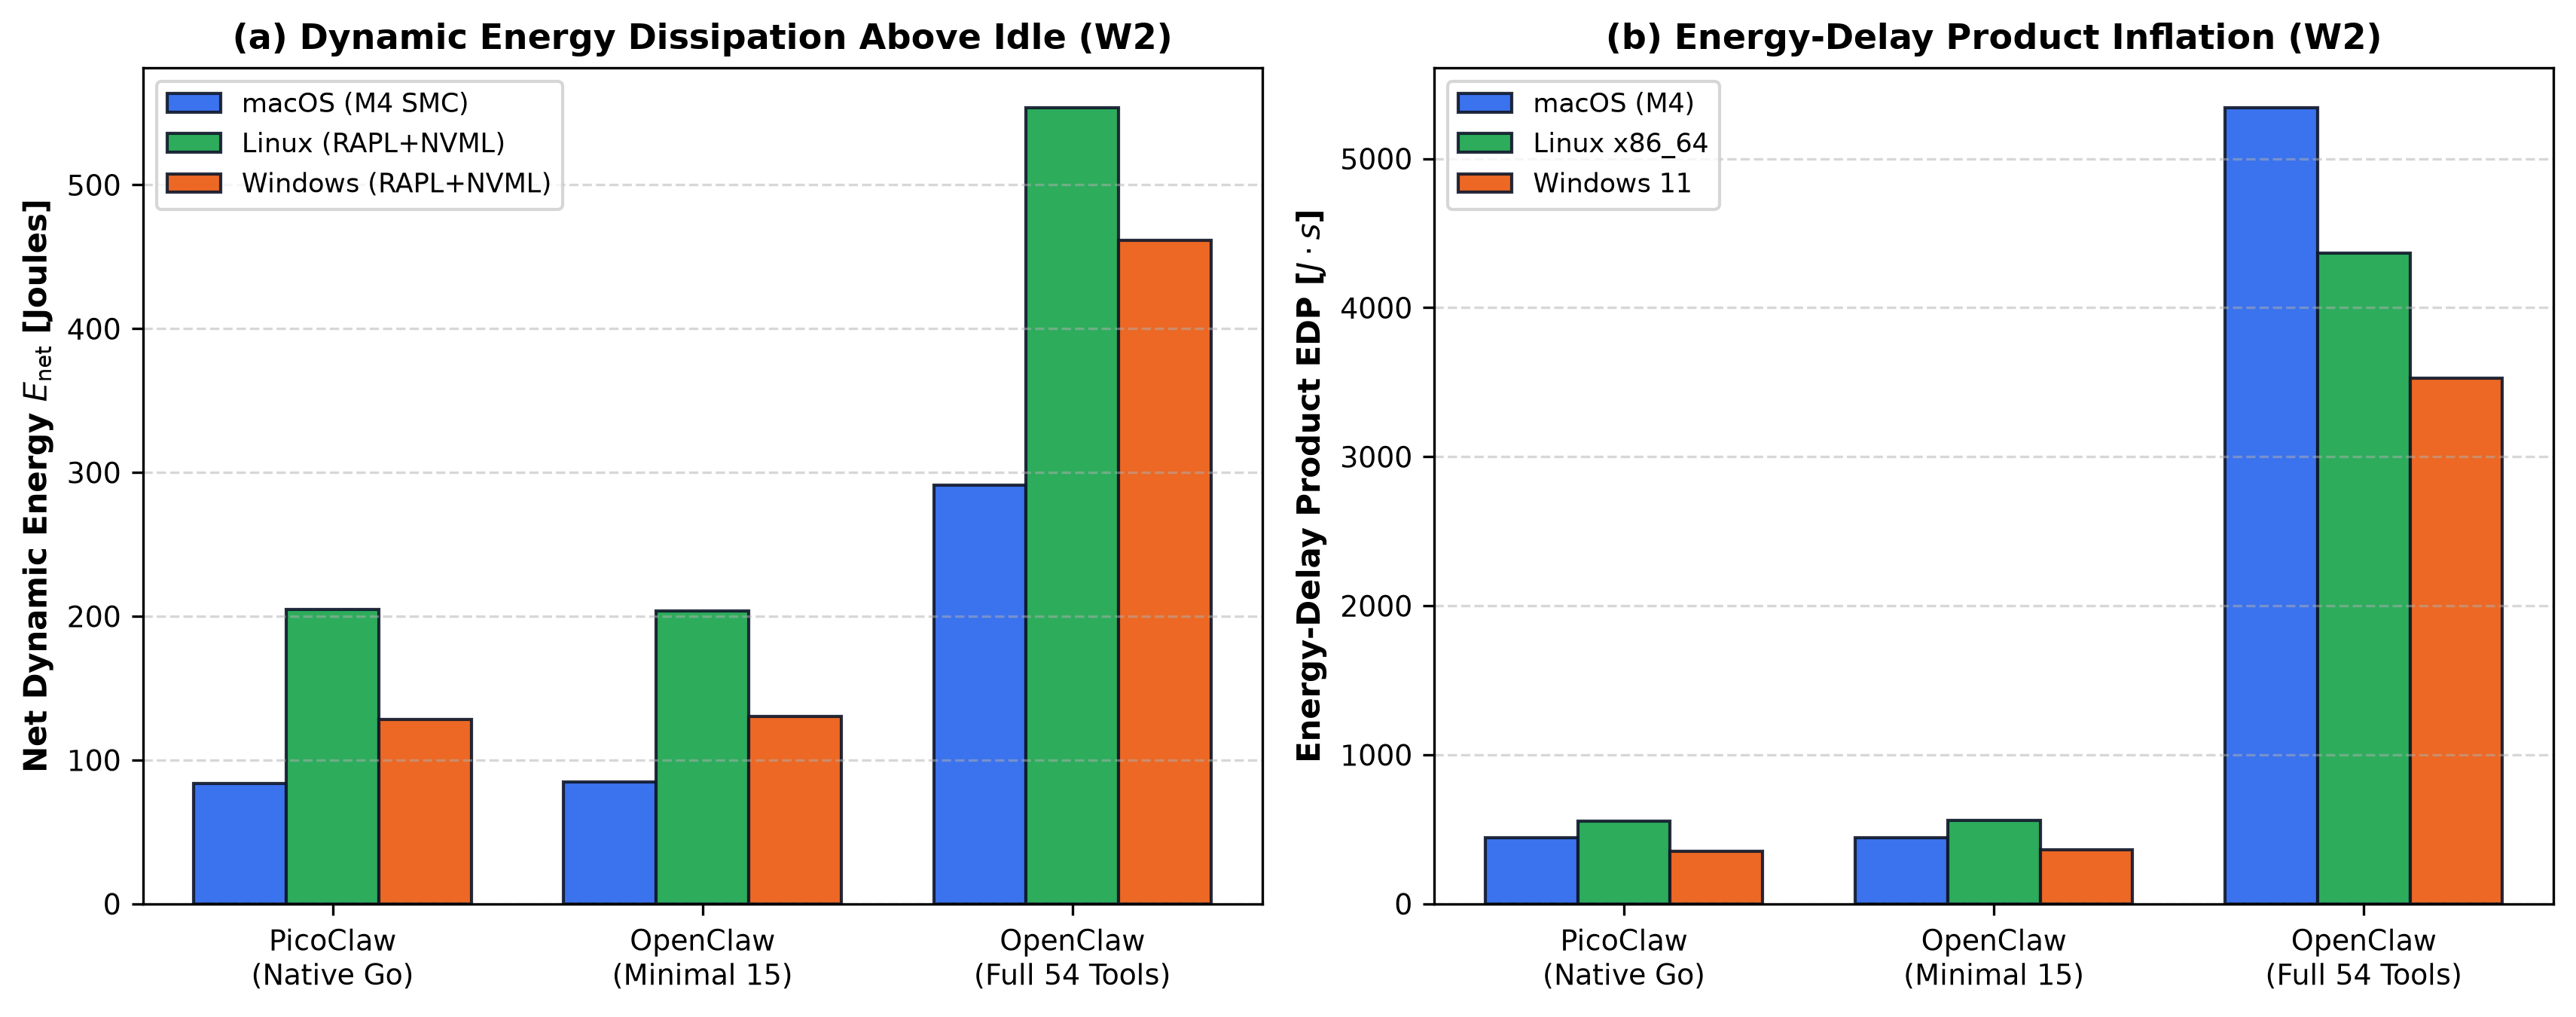 (a) Dynamic Energy Dissipation Above Idle (W2)
macOS (M4 SMC)
Linux (RAPL+NVML)
Windows (RAPL+NVML)
Net Dynamic Energy E_net [Joules]
500
400
300
200
100
0
PicoClaw
(Native Go)
OpenClaw
(Minimal 15)
OpenClaw
(Full 54 Tools)
(b) Energy-Delay Product Inflation (W2)
macOS (M4)
Linux x86_64
Windows 11
Energy-Delay Product EDP [J · s]
5000
4000
3000
2000
1000
0
PicoClaw
(Native Go)
OpenClaw
(Minimal 15)
OpenClaw
(Full 54 Tools)